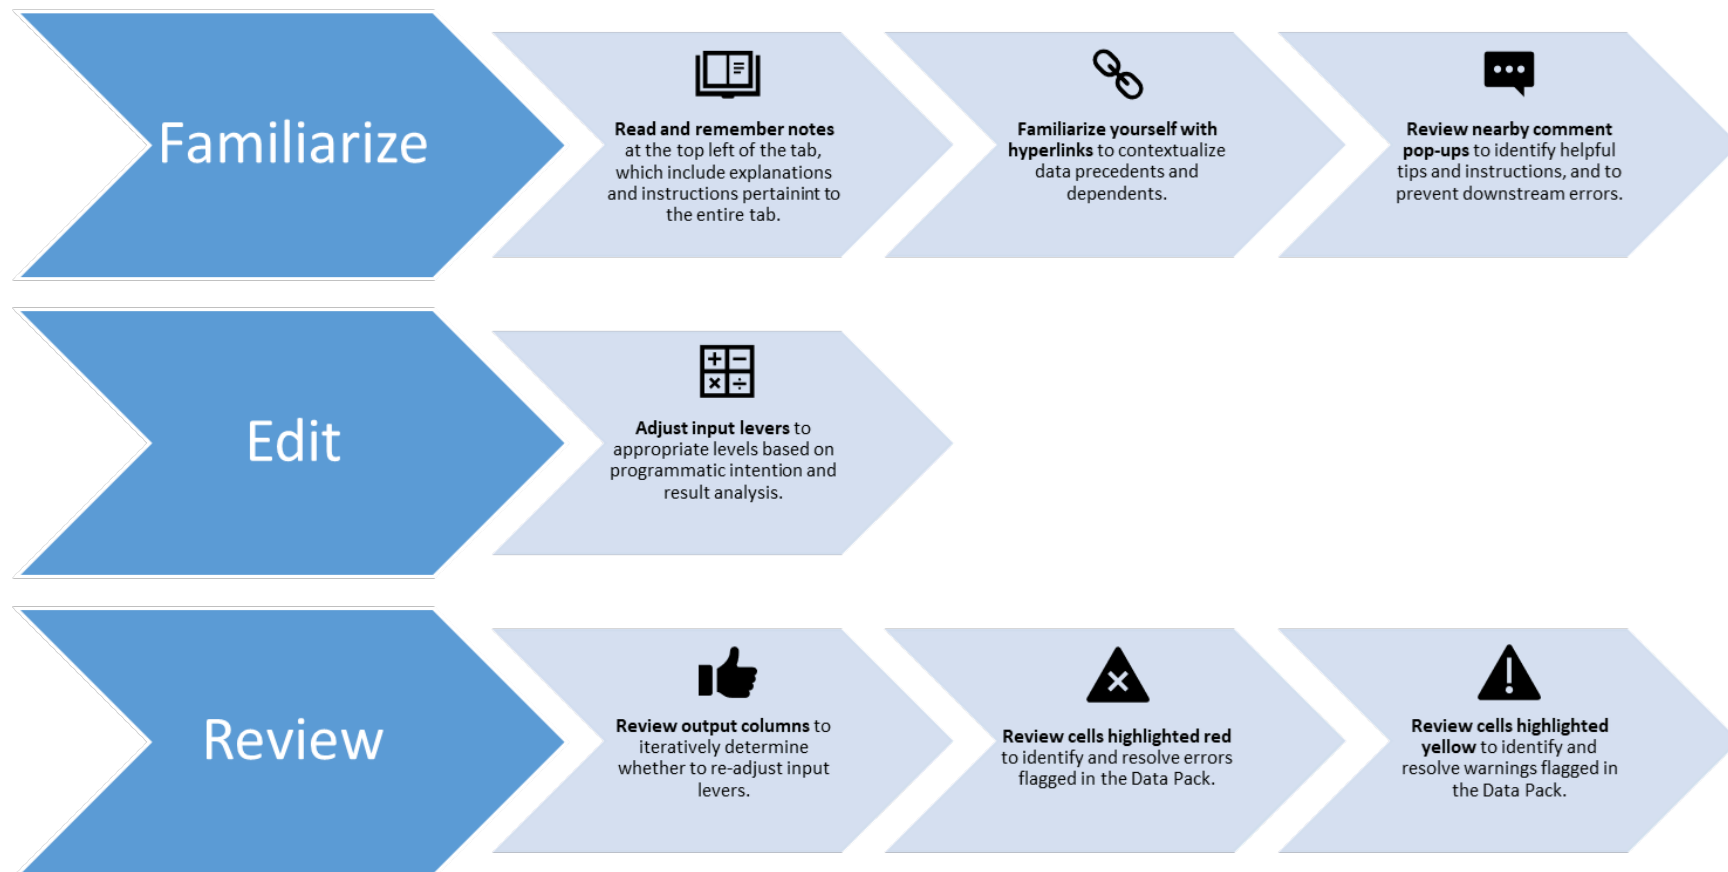 Familiarize
Read and remember notes
at the top left of the tab,
which include explanations
and instructions pertainint to
the entire tab.
Familiarize yourself with
hyperlinks to contextualize
data precedents and
dependents.
Review nearby comment
pop-ups to identify helpful
tips and instructions, and to
prevent downstream errors.
Edit
Adjust input levers to
appropriate levels based on
programmatic intention and
result analysis.
Review
Review output columns to
iteratively determine
whether to re-adjust input
levers.
Review cells highlighted red
to identify and resolve errors
flagged in the Data Pack.
Review cells highlighted
yellow to identify and
resolve warnings flagged in
the Data Pack.